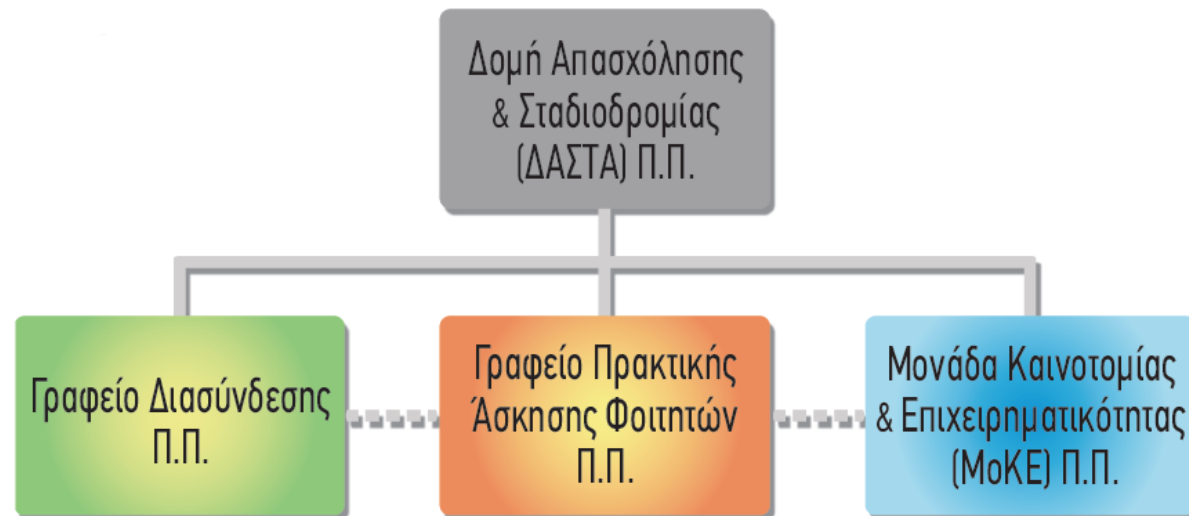 Δομή Απασχόλησης
& Σταδιοδρομίας
(ΔΑΣΤΑ) Π.Π.
Γραφείο Διασύνδεσης
Π.Π.
Γραφείο Πρακτικής
Άσκησης Φοιτητών
Π.Π.
Μονάδα Καινοτομίας
& Επιχειρηματικότητας
(ΜοΚΕ) Π.Π.